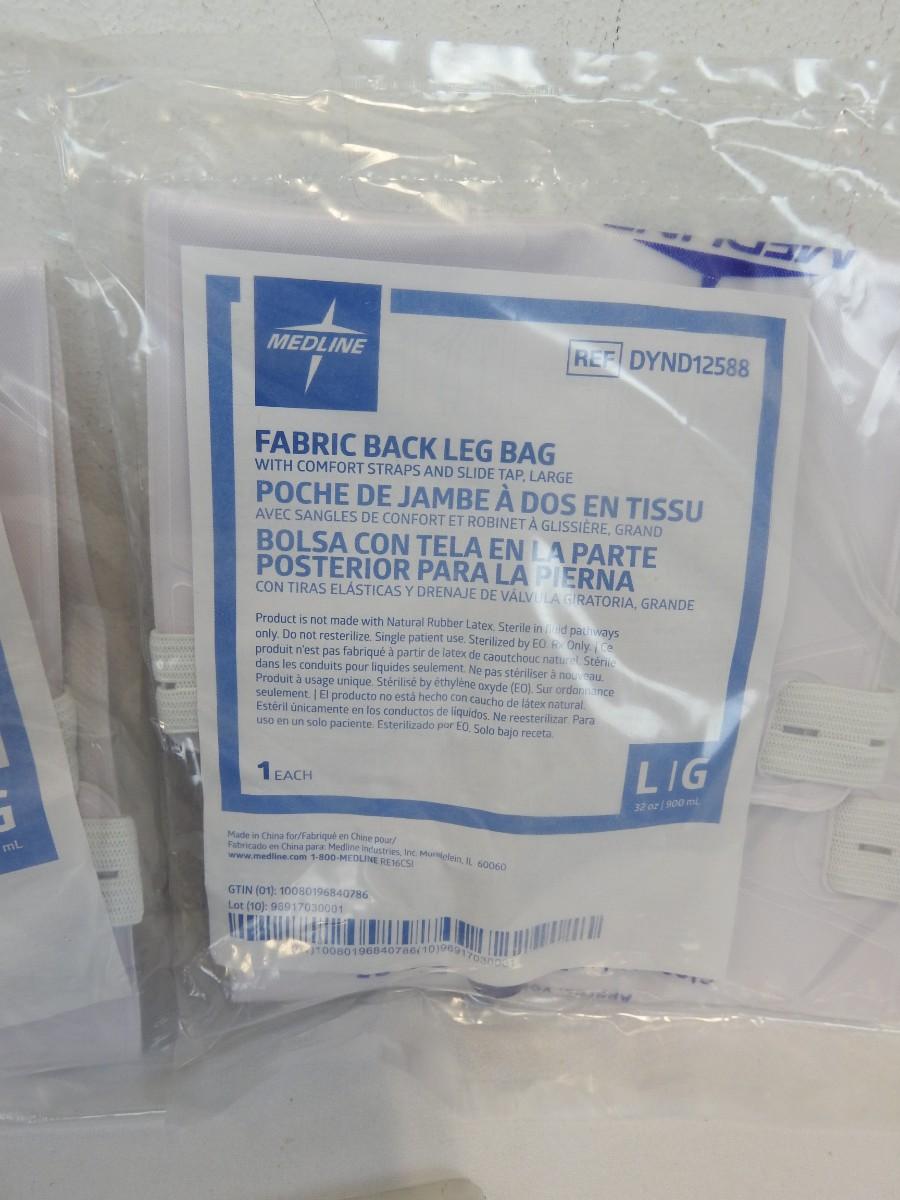 MEDLINE
MEDLINE
REF DYND12588
FABRIC BACK LEG BAG
WITH COMFORT STRAPS AND SLIDE TAP, LARGE
POCHE DE JAMBE À DOS EN TISSU
AVEC SANGLES DE CONFORT ET ROBINET À GLISSIÈRE, GRAND
BOLSA CON TELA EN LA PARTE
POSTERIOR PARA LA PIERNA
CON TIRAS ELÁSTICAS Y DRENAJE DE VÁLVULA GIRATORIA, GRANDE
Product is not made with Natural Rubber Latex. Sterile in fluid pathways
only. Do not resterilize. Single patient use. Sterilized by EO. Rx Only. | Ce
produit n'est pas fabriqué à partir de latex de caoutchouc naturel. Stérile
dans les conduits pour liquides seulement. Ne pas stériliser à nouveau.
Produit à usage unique. Stérilisé par éthylène oxyde (EO). Sur ordonnance
seulement. | El producto no está hecho con caucho de látex natural.
Estéril únicamente en los conductos de líquidos. Ne reesterilizar. Para
uso en un solo paciente. Esterilizado por EO. Solo bajo receta.
1 EACH
L | G
32 oz | 900 mL
G
mL
Made in China for/Fabriqué en Chine pour/
Fabricado en China para: Medline Industries, Inc. Mundelein, IL 60060
www.medline.com 1-800-MEDLINE RE16CSI
GTIN (01): 10080196840786
Lot (10): 96917030001
)10080196840786(10)96917030001